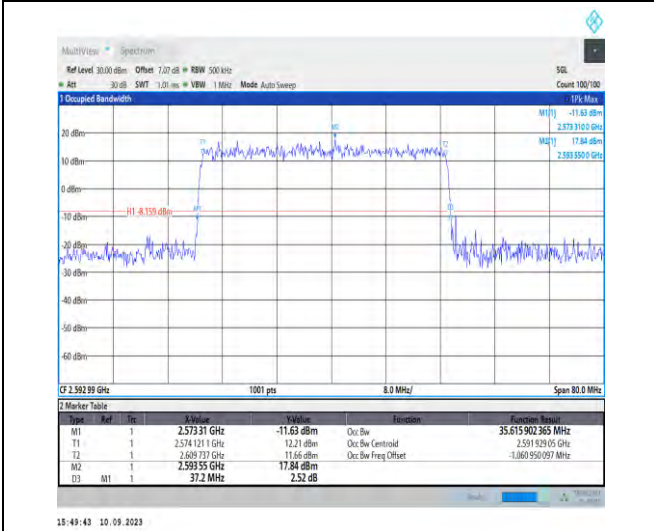 MultiView Spectrum
Ref Level 30.00 dBm Offset 7.07 dB RBW 500 kHz SGL
Att 30 dB SWT 1.01 ms VBW 1 MHz Mode Auto Sweep Count 100/100
1 Occupied Bandwidth 1Pk Max
M1[1] -11.63 dBm
2.573 310 0 GHz
M2[1] 17.84 dBm
2.593 550 0 GHz
M2
T1
T2
20 dBm
10 dBm
0 dBm
M1
D3
H1 -8.159 dBm
-10 dBm
-20 dBm
-30 dBm
-40 dBm
-50 dBm
-60 dBm
CF 2.592 99 GHz 1001 pts 8.0 MHz/ Span 80.0 MHz
2 Marker Table
Type Ref Trc X-Value Y-Value Function Function Result
M1 1 2.573 31 GHz -11.63 dBm Occ Bw 35.615 902 365 MHz
T1 1 2.574 121 1 GHz 12.21 dBm Occ Bw Centroid 2.591 929 05 GHz
T2 1 2.609 737 GHz 11.66 dBm Occ Bw Freq Offset -1.060 950 097 MHz
M2 1 2.593 55 GHz 17.84 dBm
D3 M1 1 37.2 MHz 2.52 dB
15:49:43 10.09.2023